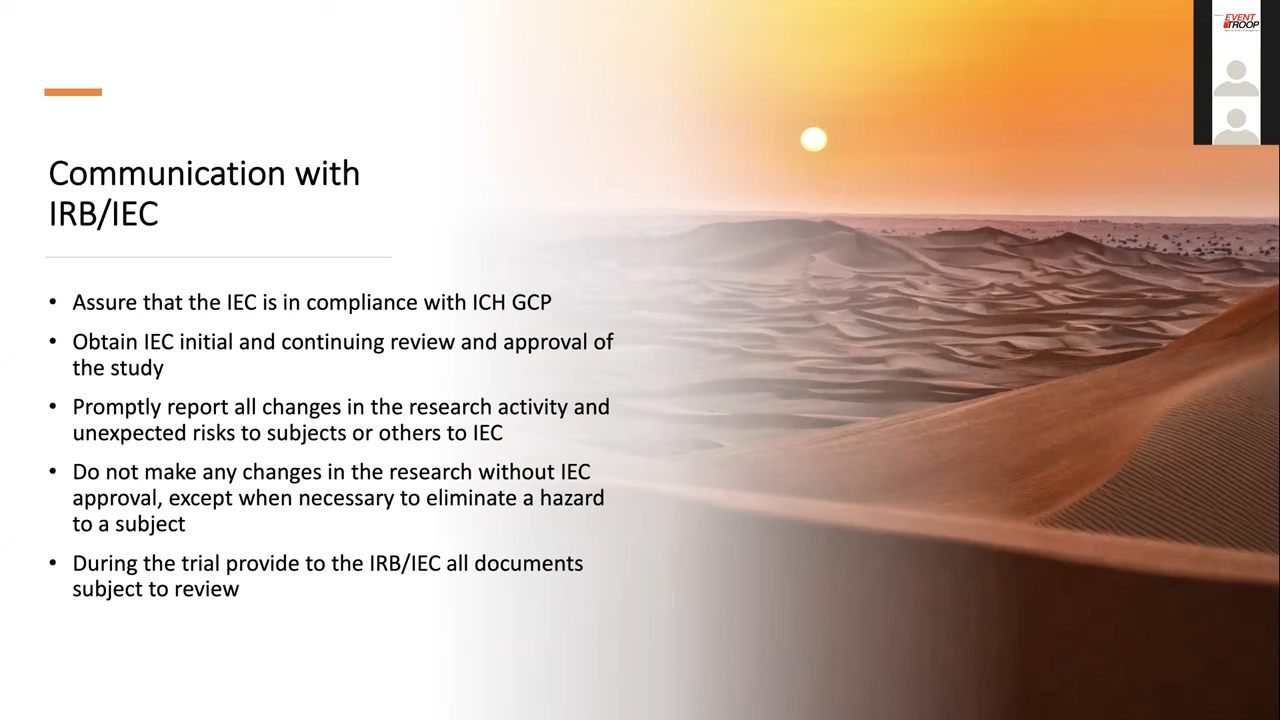 EVENT
TROOP
Communication with
IRB/IEC
• Assure that the IEC is in compliance with ICH GCP
• Obtain IEC initial and continuing review and approval of
the study
• Promptly report all changes in the research activity and
unexpected risks to subjects or others to IEC
• Do not make any changes in the research without IEC
approval, except when necessary to eliminate a hazard
to a subject
• During the trial provide to the IRB/IEC all documents
subject to review